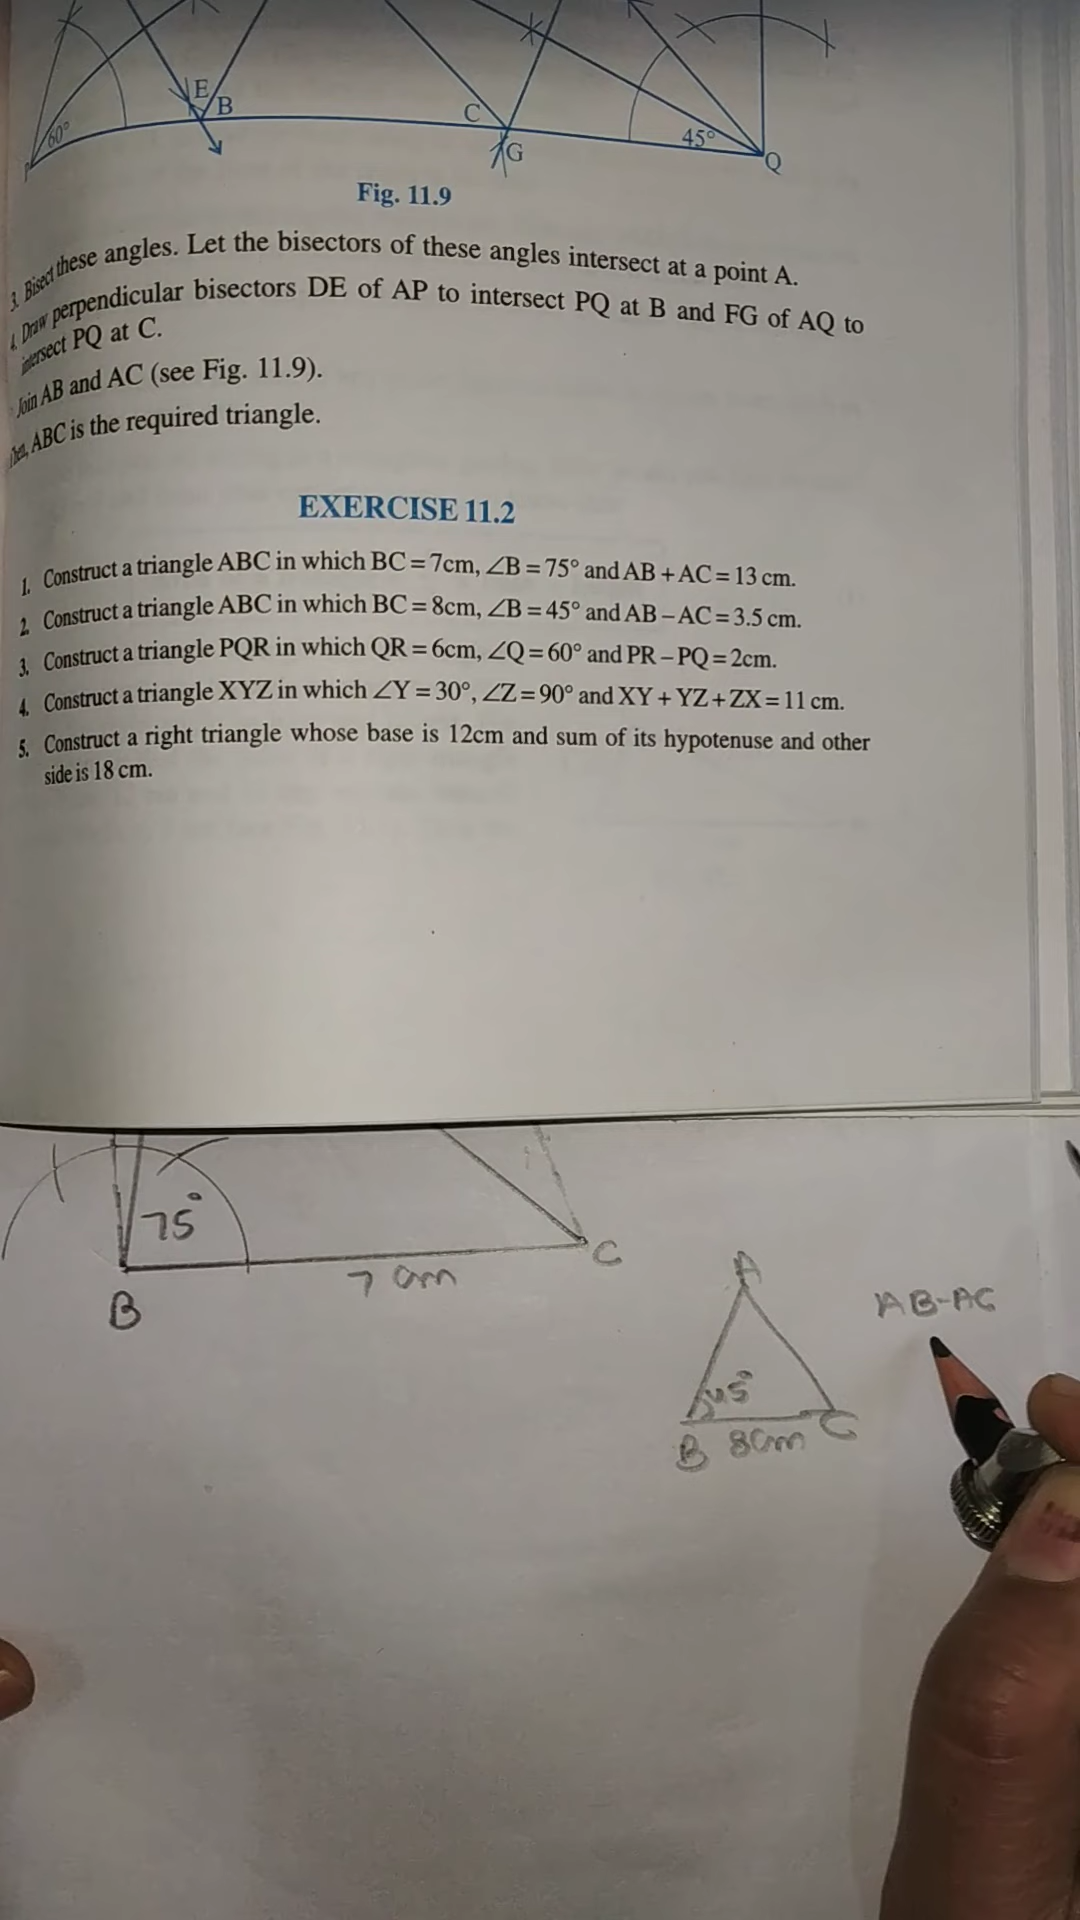 E
B
C
60°
45°
P
G
Q
Fig. 11.9
3. Bisect these angles. Let the bisectors of these angles intersect at a point A.
4. Draw perpendicular bisectors DE of AP to intersect PQ at B and FG of AQ to
intersect PQ at C.
Join AB and AC (see Fig. 11.9).
Then, ABC is the required triangle.
EXERCISE 11.2
1. Construct a triangle ABC in which BC = 7cm, ∠B = 75° and AB + AC = 13 cm.
2. Construct a triangle ABC in which BC = 8cm, ∠B = 45° and AB – AC = 3.5 cm.
3. Construct a triangle PQR in which QR = 6cm, ∠Q = 60° and PR – PQ = 2cm.
4. Construct a triangle XYZ in which ∠Y = 30°, ∠Z = 90° and XY + YZ + ZX = 11 cm.
5. Construct a right triangle whose base is 12cm and sum of its hypotenuse and other
side is 18 cm.
75°
C
7 cm
B
A
AB-AC
45°
B 8cm C